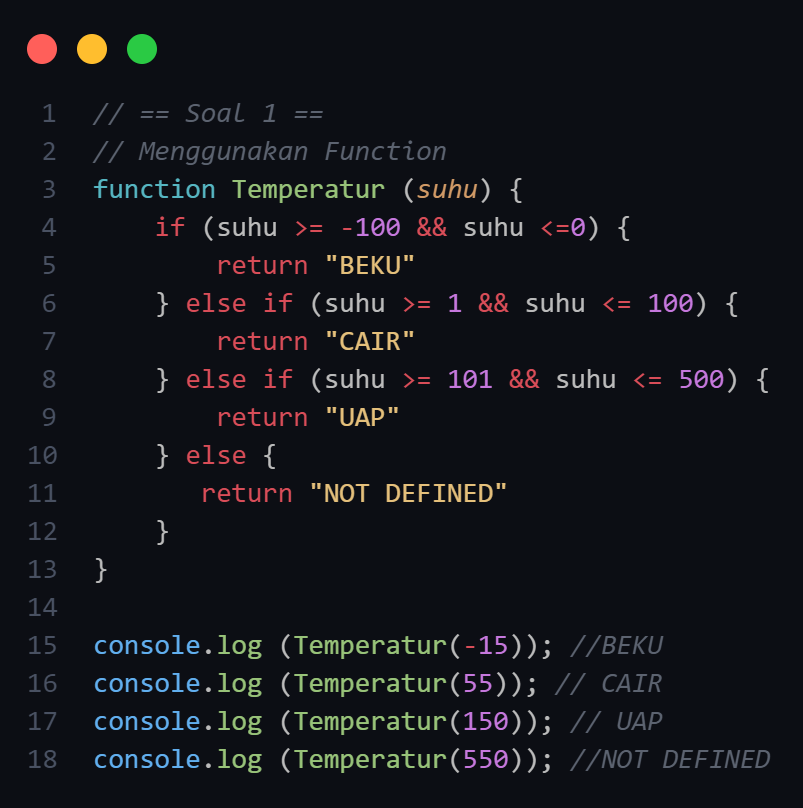 1 // == Soal 1 ==
2 // Menggunakan Function
3 function Temperatur (suhu) {
4     if (suhu >= -100 && suhu <=0) {
5         return "BEKU"
6     } else if (suhu >= 1 && suhu <= 100) {
7         return "CAIR"
8     } else if (suhu >= 101 && suhu <= 500) {
9         return "UAP"
10     } else {
11        return "NOT DEFINED"
12     }
13 }
14
15 console.log (Temperatur(-15)); //BEKU
16 console.log (Temperatur(55)); // CAIR
17 console.log (Temperatur(150)); // UAP
18 console.log (Temperatur(550)); //NOT DEFINED